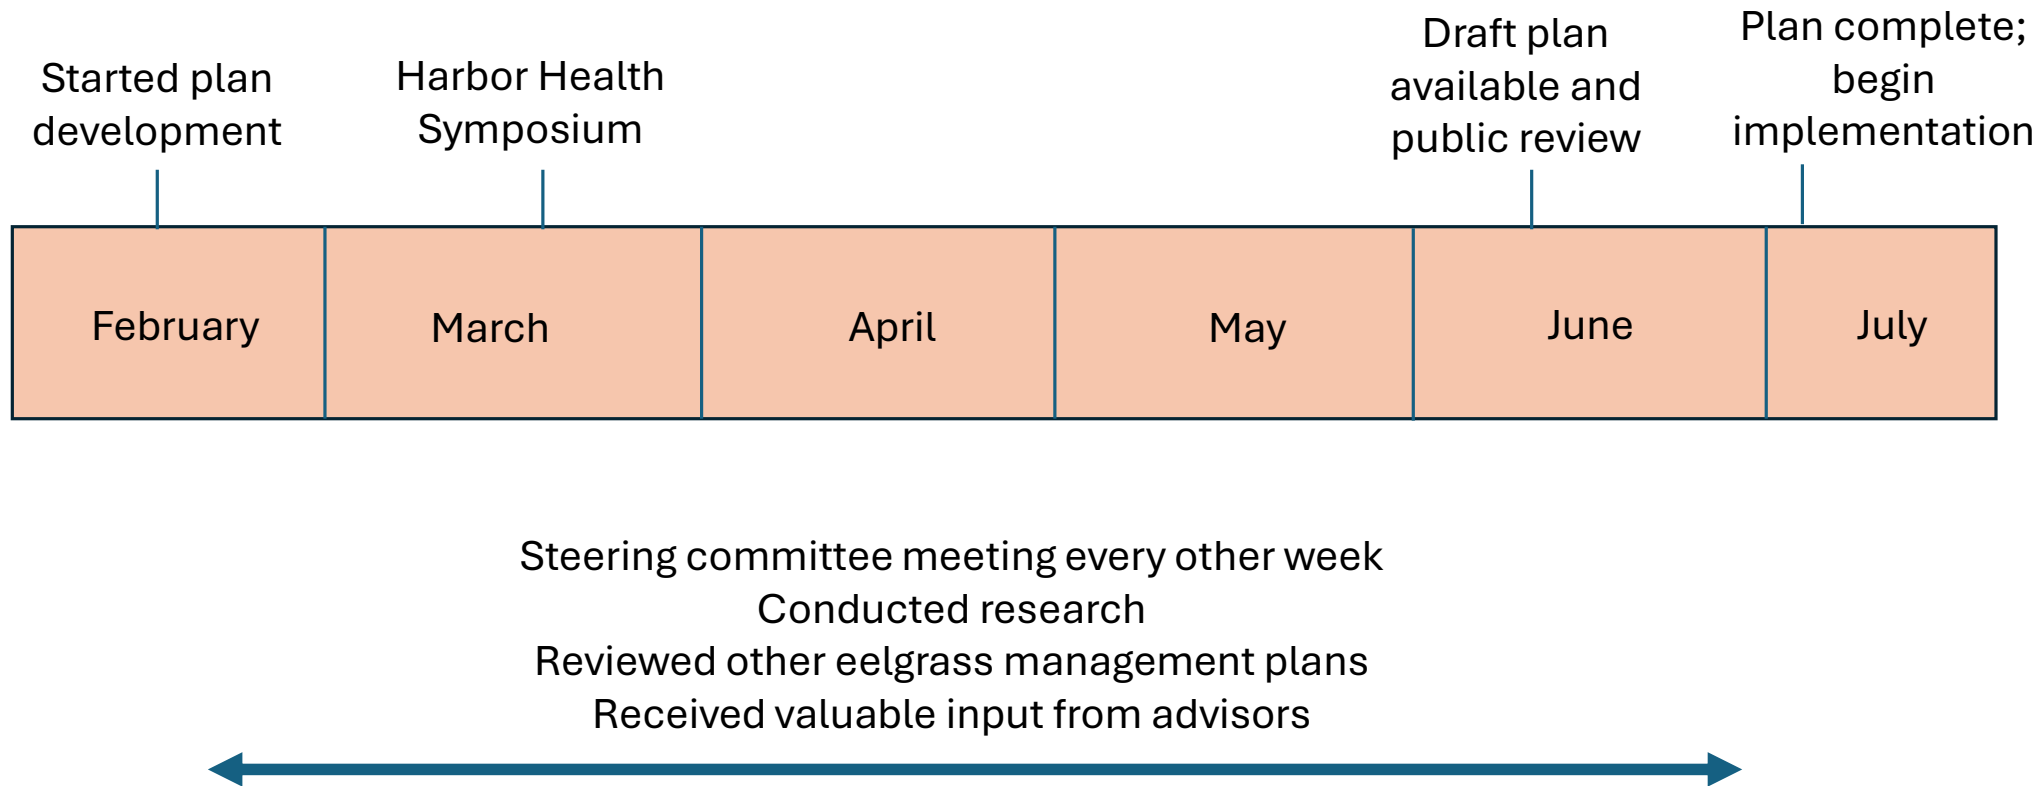 Started plan
development
Harbor Health
Symposium
Draft plan
available and
public review
Plan complete;
begin
implementation
February
March
April
May
June
July
Steering committee meeting every other week
Conducted research
Reviewed other eelgrass management plans
Received valuable input from advisors